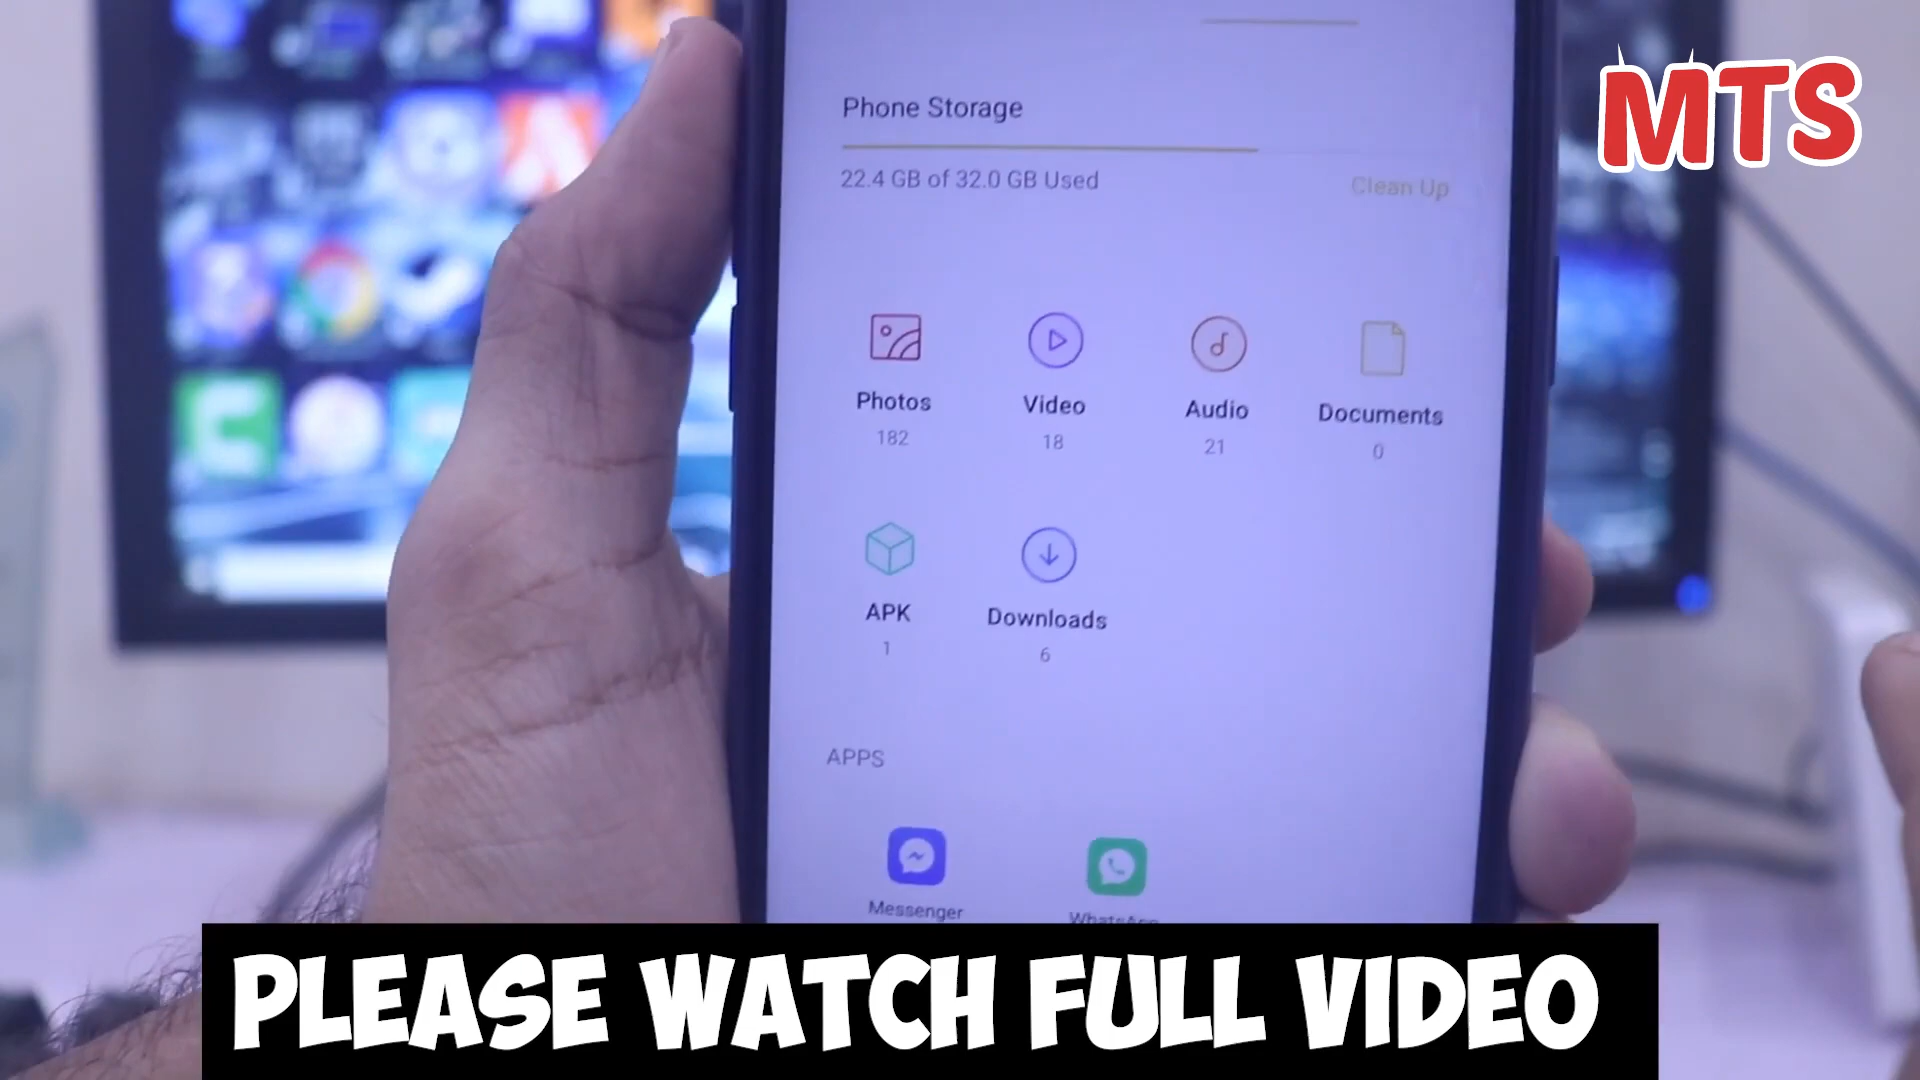 MTS
Phone Storage
22.4 GB of 32.0 GB Used
Clean Up
Photos
182
Video
18
Audio
21
Documents
0
APK
1
Downloads
6
APPS
Messenger
WhatsApp
PLEASE WATCH FULL VIDEO